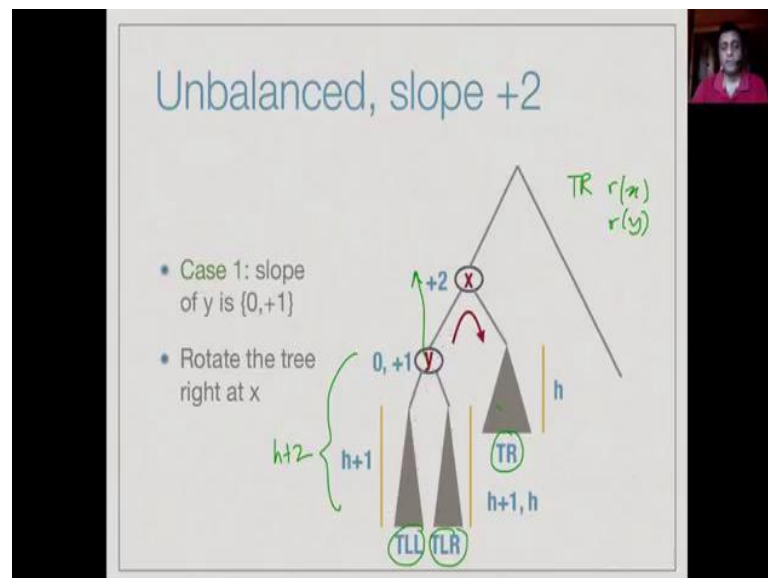 Unbalanced, slope +2
TR r(x)
r(y)
• Case 1: slope
of y is {0,+1}
• Rotate the tree
right at x
+2 x
0, +1 y
h
h+2
h+1
TR
h+1, h
TLL TLR